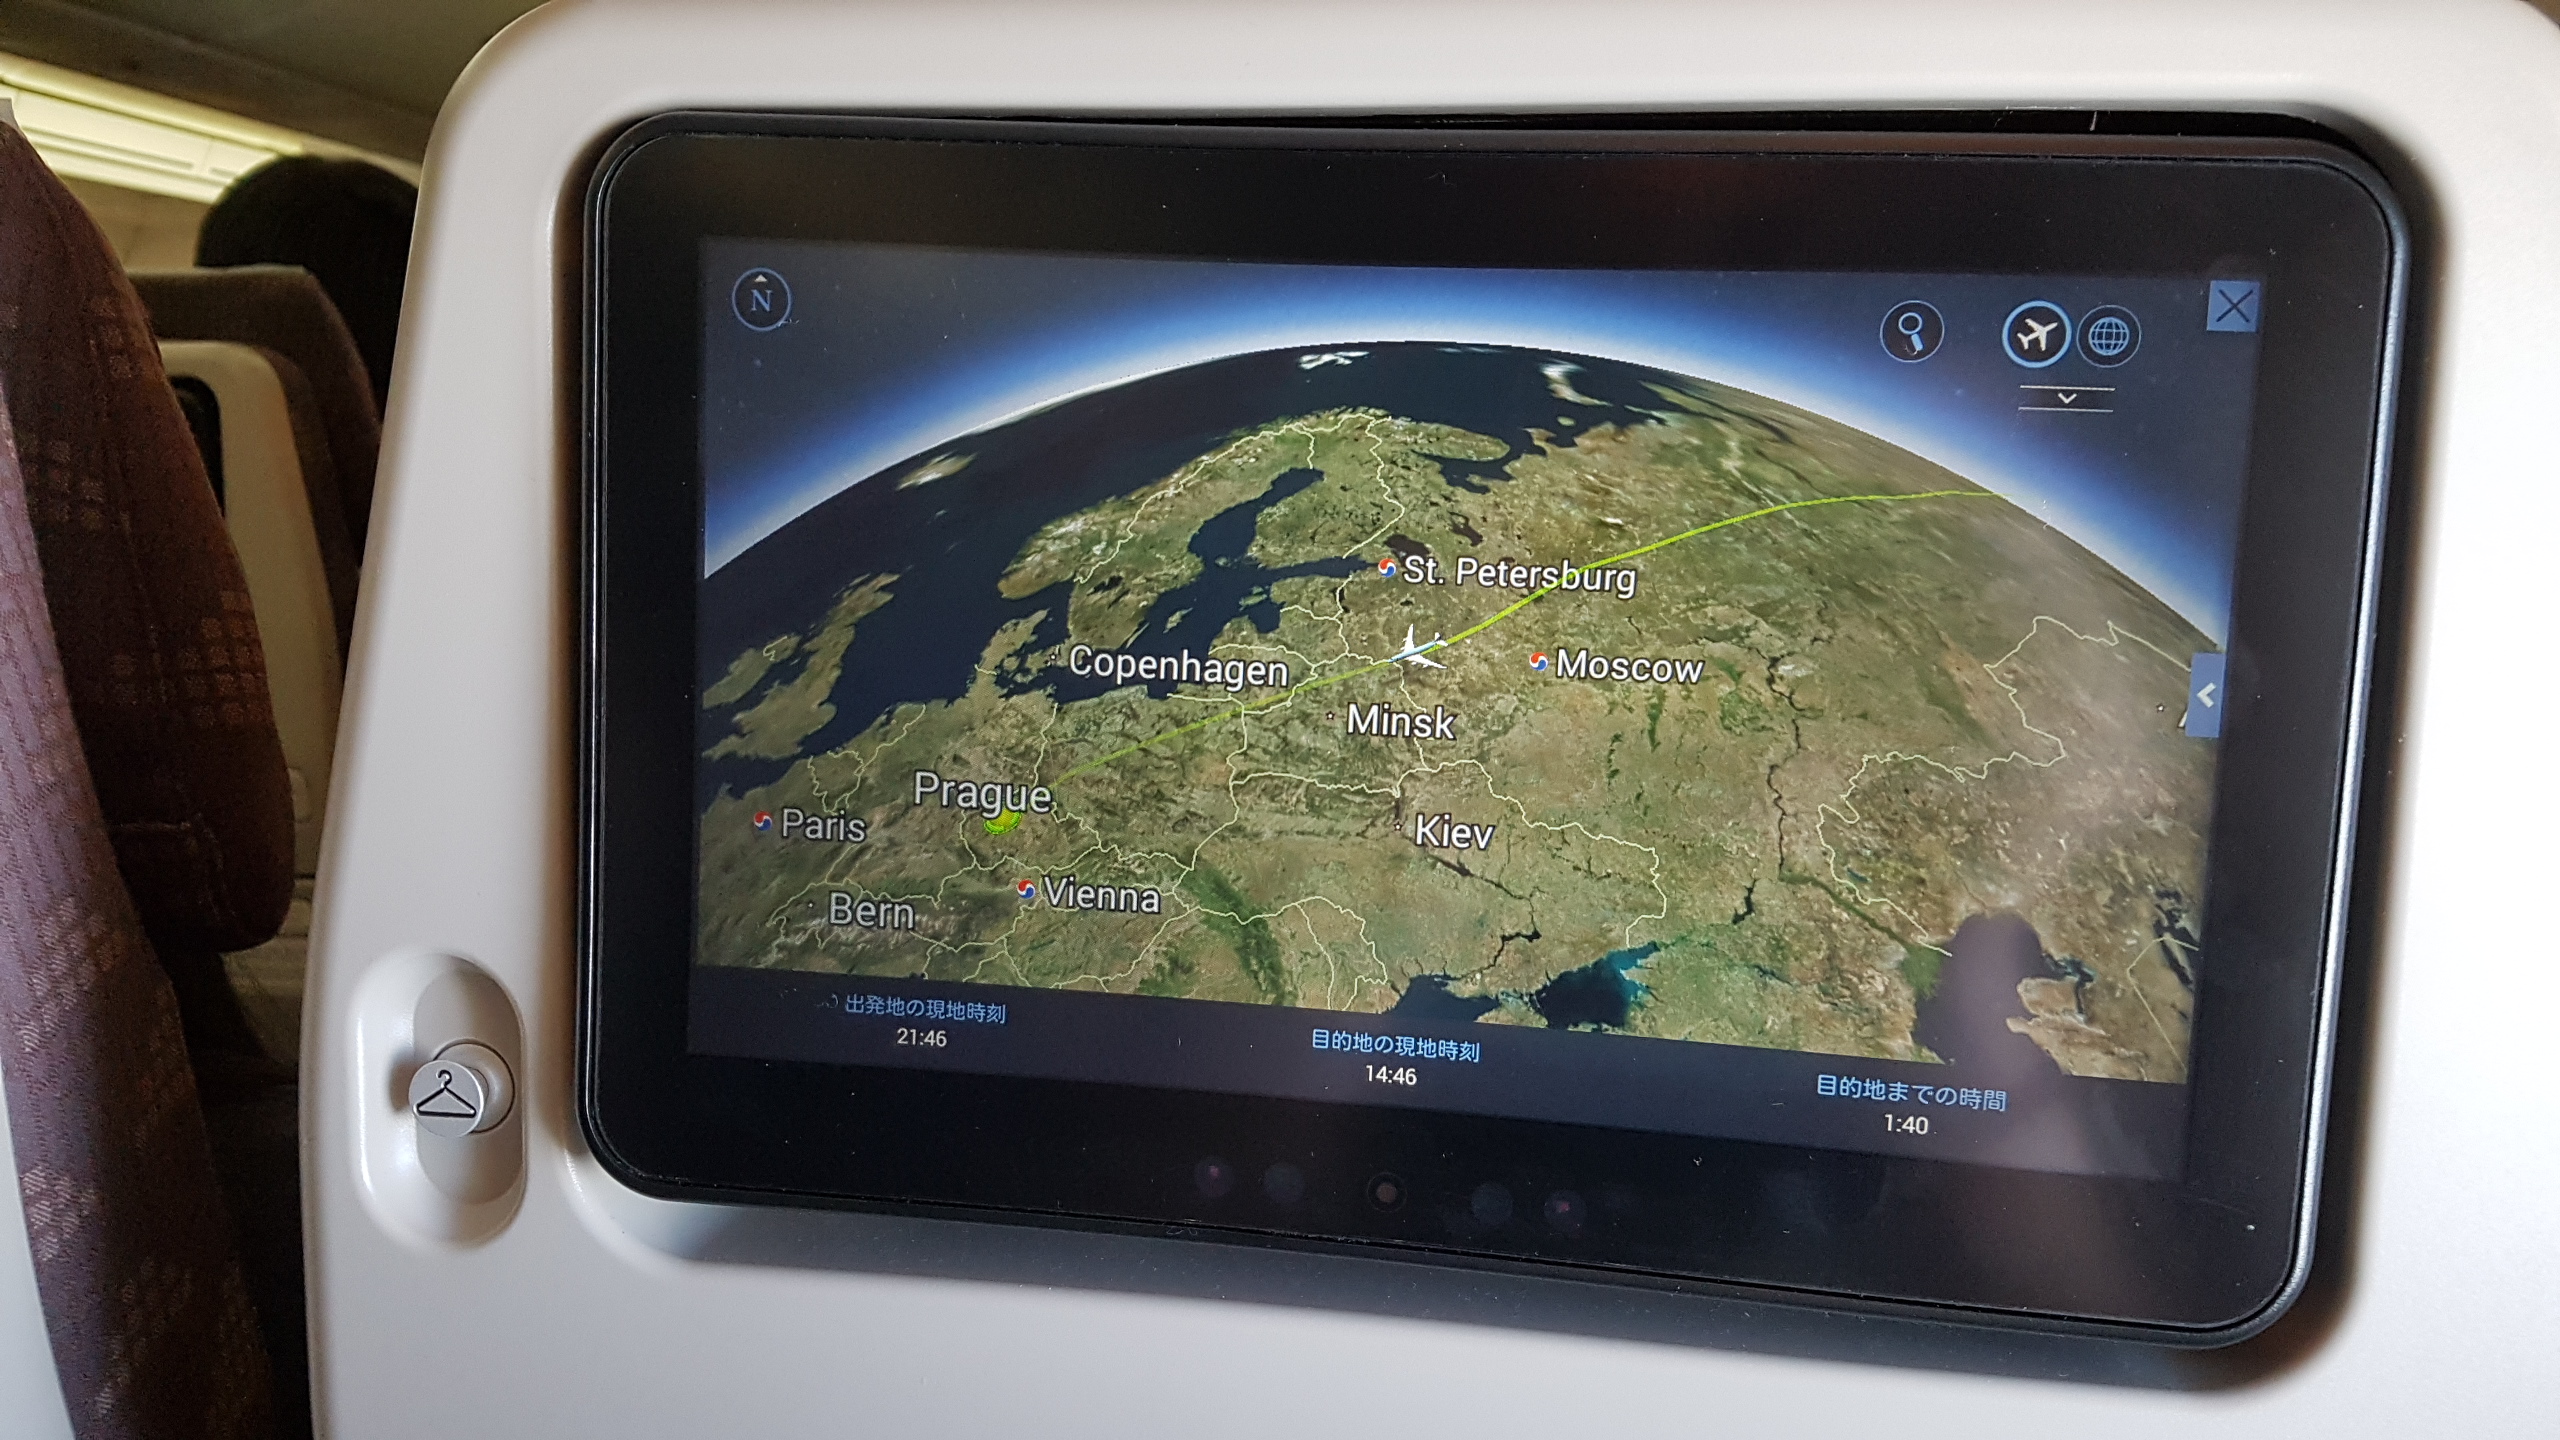 N
St. Petersburg
Copenhagen
Moscow
Minsk
Prague
Paris
Kiev
Vienna
Bern
出発地の現地時刻
21:46
目的地の現地時刻
14:46
目的地までの時間
1:40